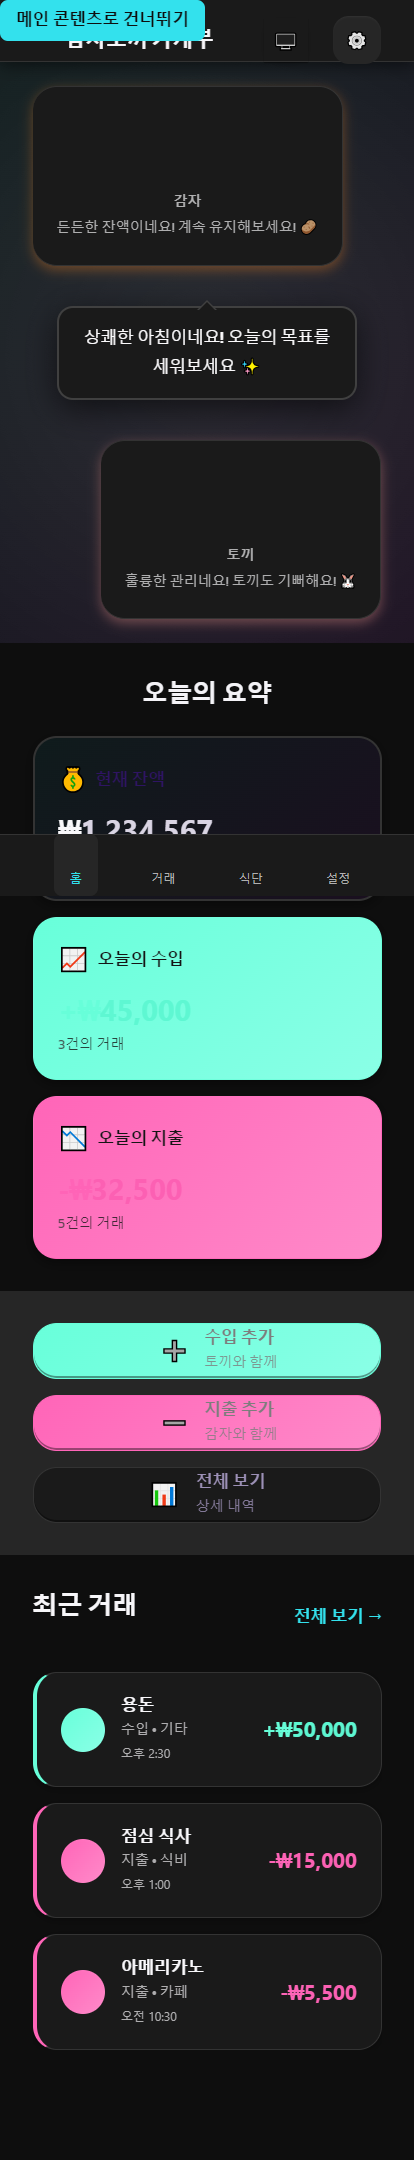 메인 콘텐츠로 건너뛰기
감자
든든한 잔액이네요! 계속 유지해보세요! 🥔
상쾌한 아침이네요! 오늘의 목표를
세워보세요 ✨
토끼
훌륭한 관리네요! 토끼도 기뻐해요! 🐰
오늘의 요약
💰 현재 잔액
₩1,234,567
홈
거래
식단
설정
📈 오늘의 수입
+₩45,000
3건의 거래
📉 오늘의 지출
-₩32,500
5건의 거래
➕ 수입 추가
토끼와 함께
➖ 지출 추가
감자와 함께
📊 전체 보기
상세 내역
최근 거래
전체 보기 →
용돈
수입 • 기타
오후 2:30
+₩50,000
점심 식사
지출 • 식비
오후 1:00
-₩15,000
아메리카노
지출 • 카페
오전 10:30
-₩5,500